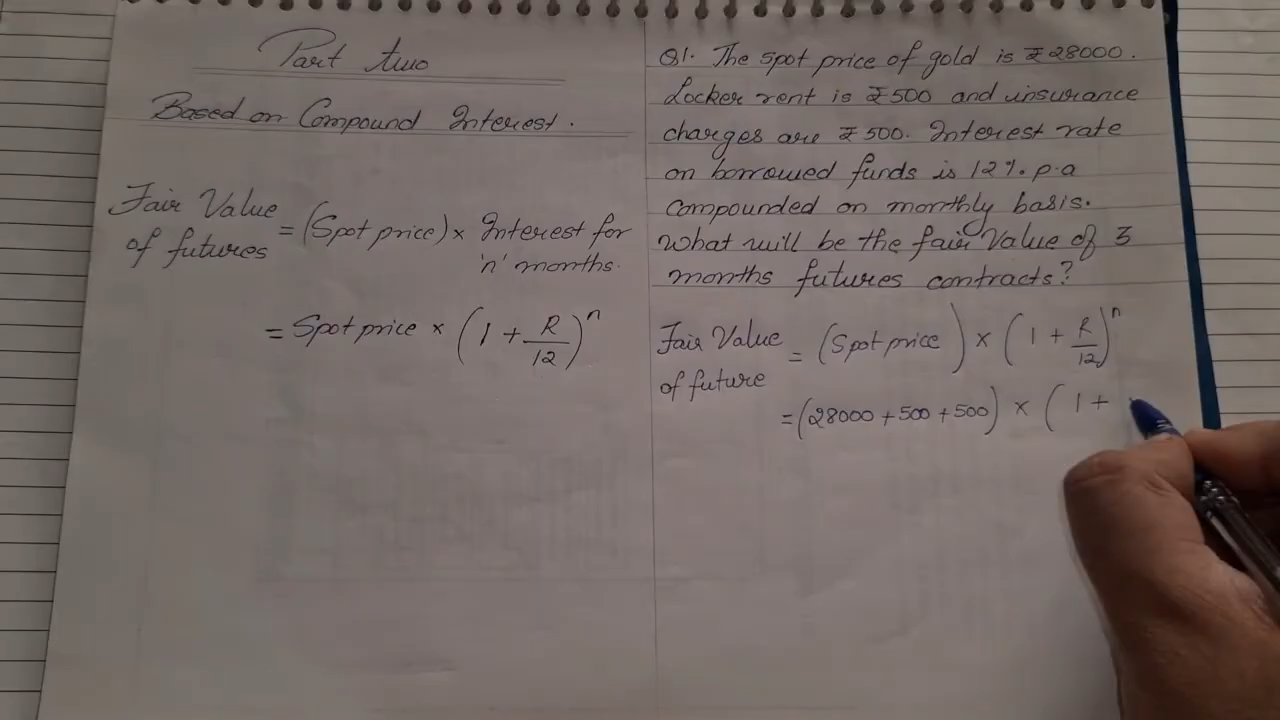 Part two
Based on Compound Interest.
Fair Value of futures = (Spot price) x Interest for 'n' months.
= Spot price x (1 + R/12)^n
Q1. The spot price of gold is ₹28000.
Locker rent is ₹500 and insurance
charges are ₹500. Interest rate
on borrowed funds is 12%. p.a
compounded on monthly basis.
What will be the fair value of 3
months futures contracts?
Fair Value of future = (Spot price) x (1 + R/12)^n
= (28000 + 500 + 500) x (1 +